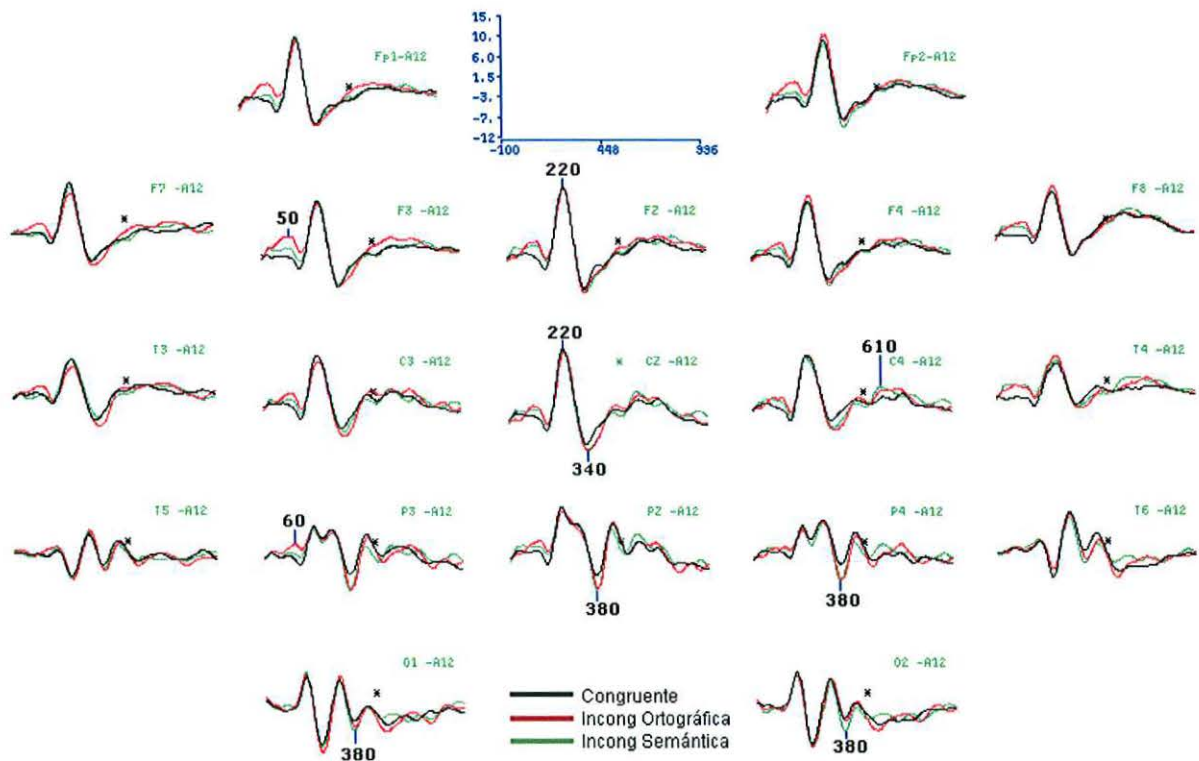 15.
10.
6.0
1.5
-3.
-7.
-12
-100 448 996
Fp1-A12
Fp2-A12
F7 -A12
50
F3 -A12
220
FZ -A12
F4 -A12
F8 -A12
T3 -A12
C3 -A12
220
CZ -A12
340
610
C4 -A12
T4 -A12
T5 -A12
60
P3 -A12
PZ -A12
380
P4 -A12
380
T6 -A12
O1 -A12
380
O2 -A12
380
Congruente
Incong Ortográfica
Incong Semántica